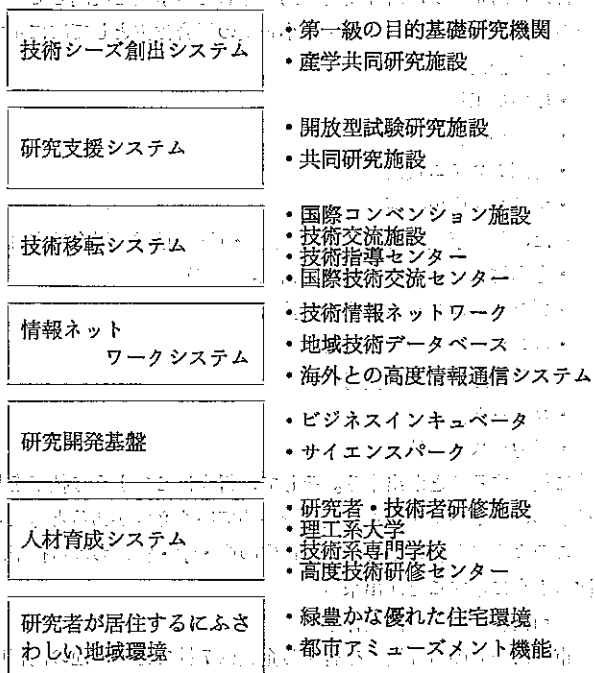 技術シーズ創出システム
・第一級の目的基礎研究機関
・産学共同研究施設
研究支援システム
・開放型試験研究施設
・共同研究施設
技術移転システム
・国際コンベンション施設
・技術交流施設
・技術指導センター
・国際技術交流センター
情報ネット
ワークシステム
・技術情報ネットワーク
・地域技術データベース
・海外との高度情報通信システム
研究開発基盤
・ビジネスインキュベータ
・サイエンスパーク
人材育成システム
・研究者・技術者研修施設
・理工系大学
・技術系専門学校
・高度技術研修センター
研究者が居住するにふさ
わしい地域環境
・緑豊かな優れた住宅環境
・都市アミューズメント機能